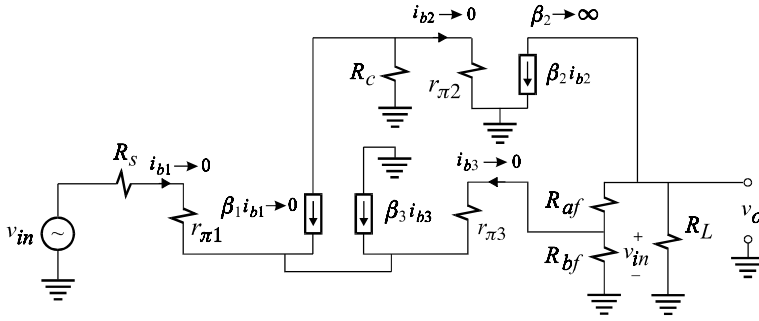 i_{b2}→0
β_2→∞
R_c
r_{π2}
β_2 i_{b2}
R_s
i_{b1}→0
i_{b3}→0
v_{in}
~
r_{π1}
β_1 i_{b1}→0
β_3 i_{b3}
r_{π3}
R_{af}
R_{bf}
+
v_{in}
−
R_L
v_o